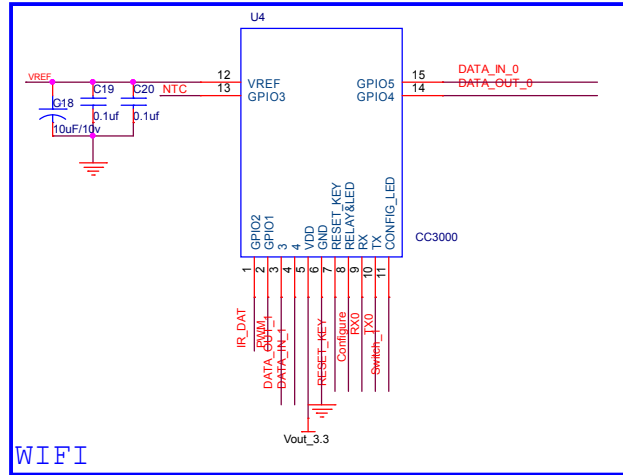 U4
VREF
C19
C20
12
VREF
GPIO5
15
DATA_IN_0
NTC
13
GPIO3
GPIO4
14
DATA_OUT_0
C18
0.1uf
0.1uf
10uF/10v
GPIO2
GPIO1
3
4
VDD
GND
RESET_KEY
RELAY&LED
RX
TX
CONFIG_LED
CC3000
1
2
3
4
5
6
7
8
9
10
11
IR_DAT
PWM
DATA_OUT_1
DATA_IN_1
RESET_KEY
Configure
RX0
TX0
Switch_1
Vout_3.3
WIFI